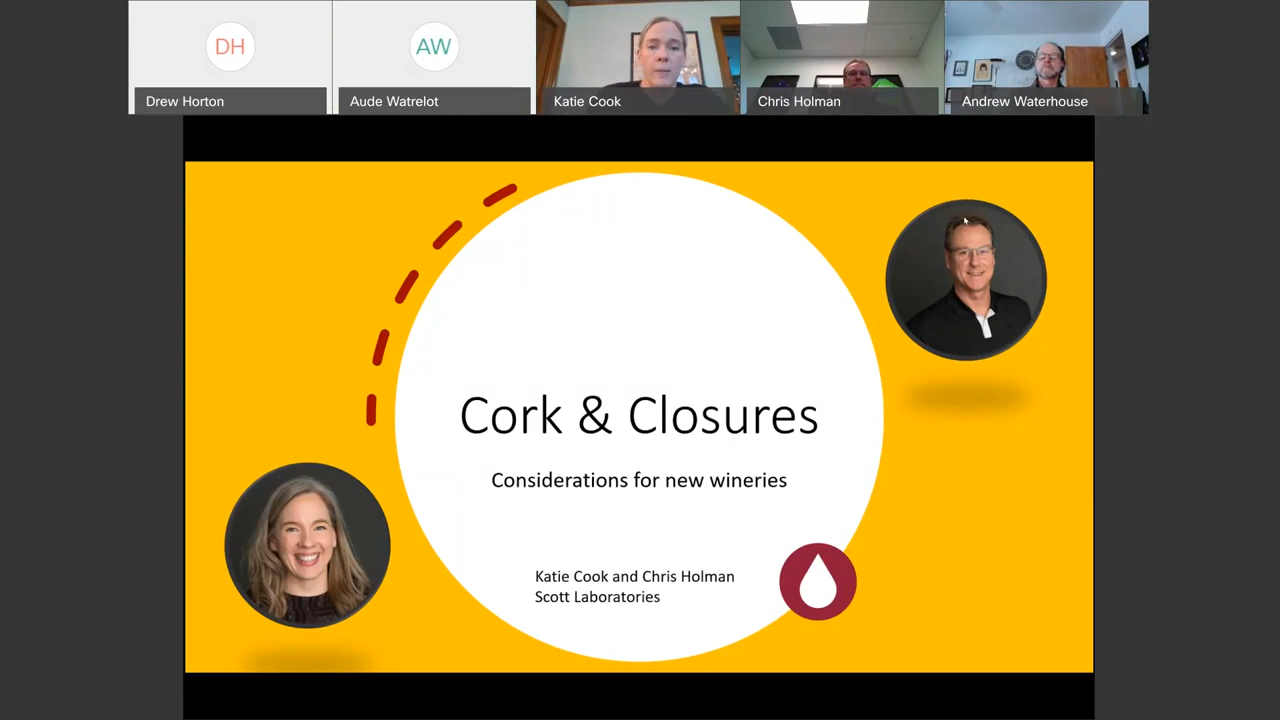 DH
AW
Drew Horton
Aude Watrelot
Katie Cook
Chris Holman
Andrew Waterhouse
Cork & Closures
Considerations for new wineries
Katie Cook and Chris Holman
Scott Laboratories